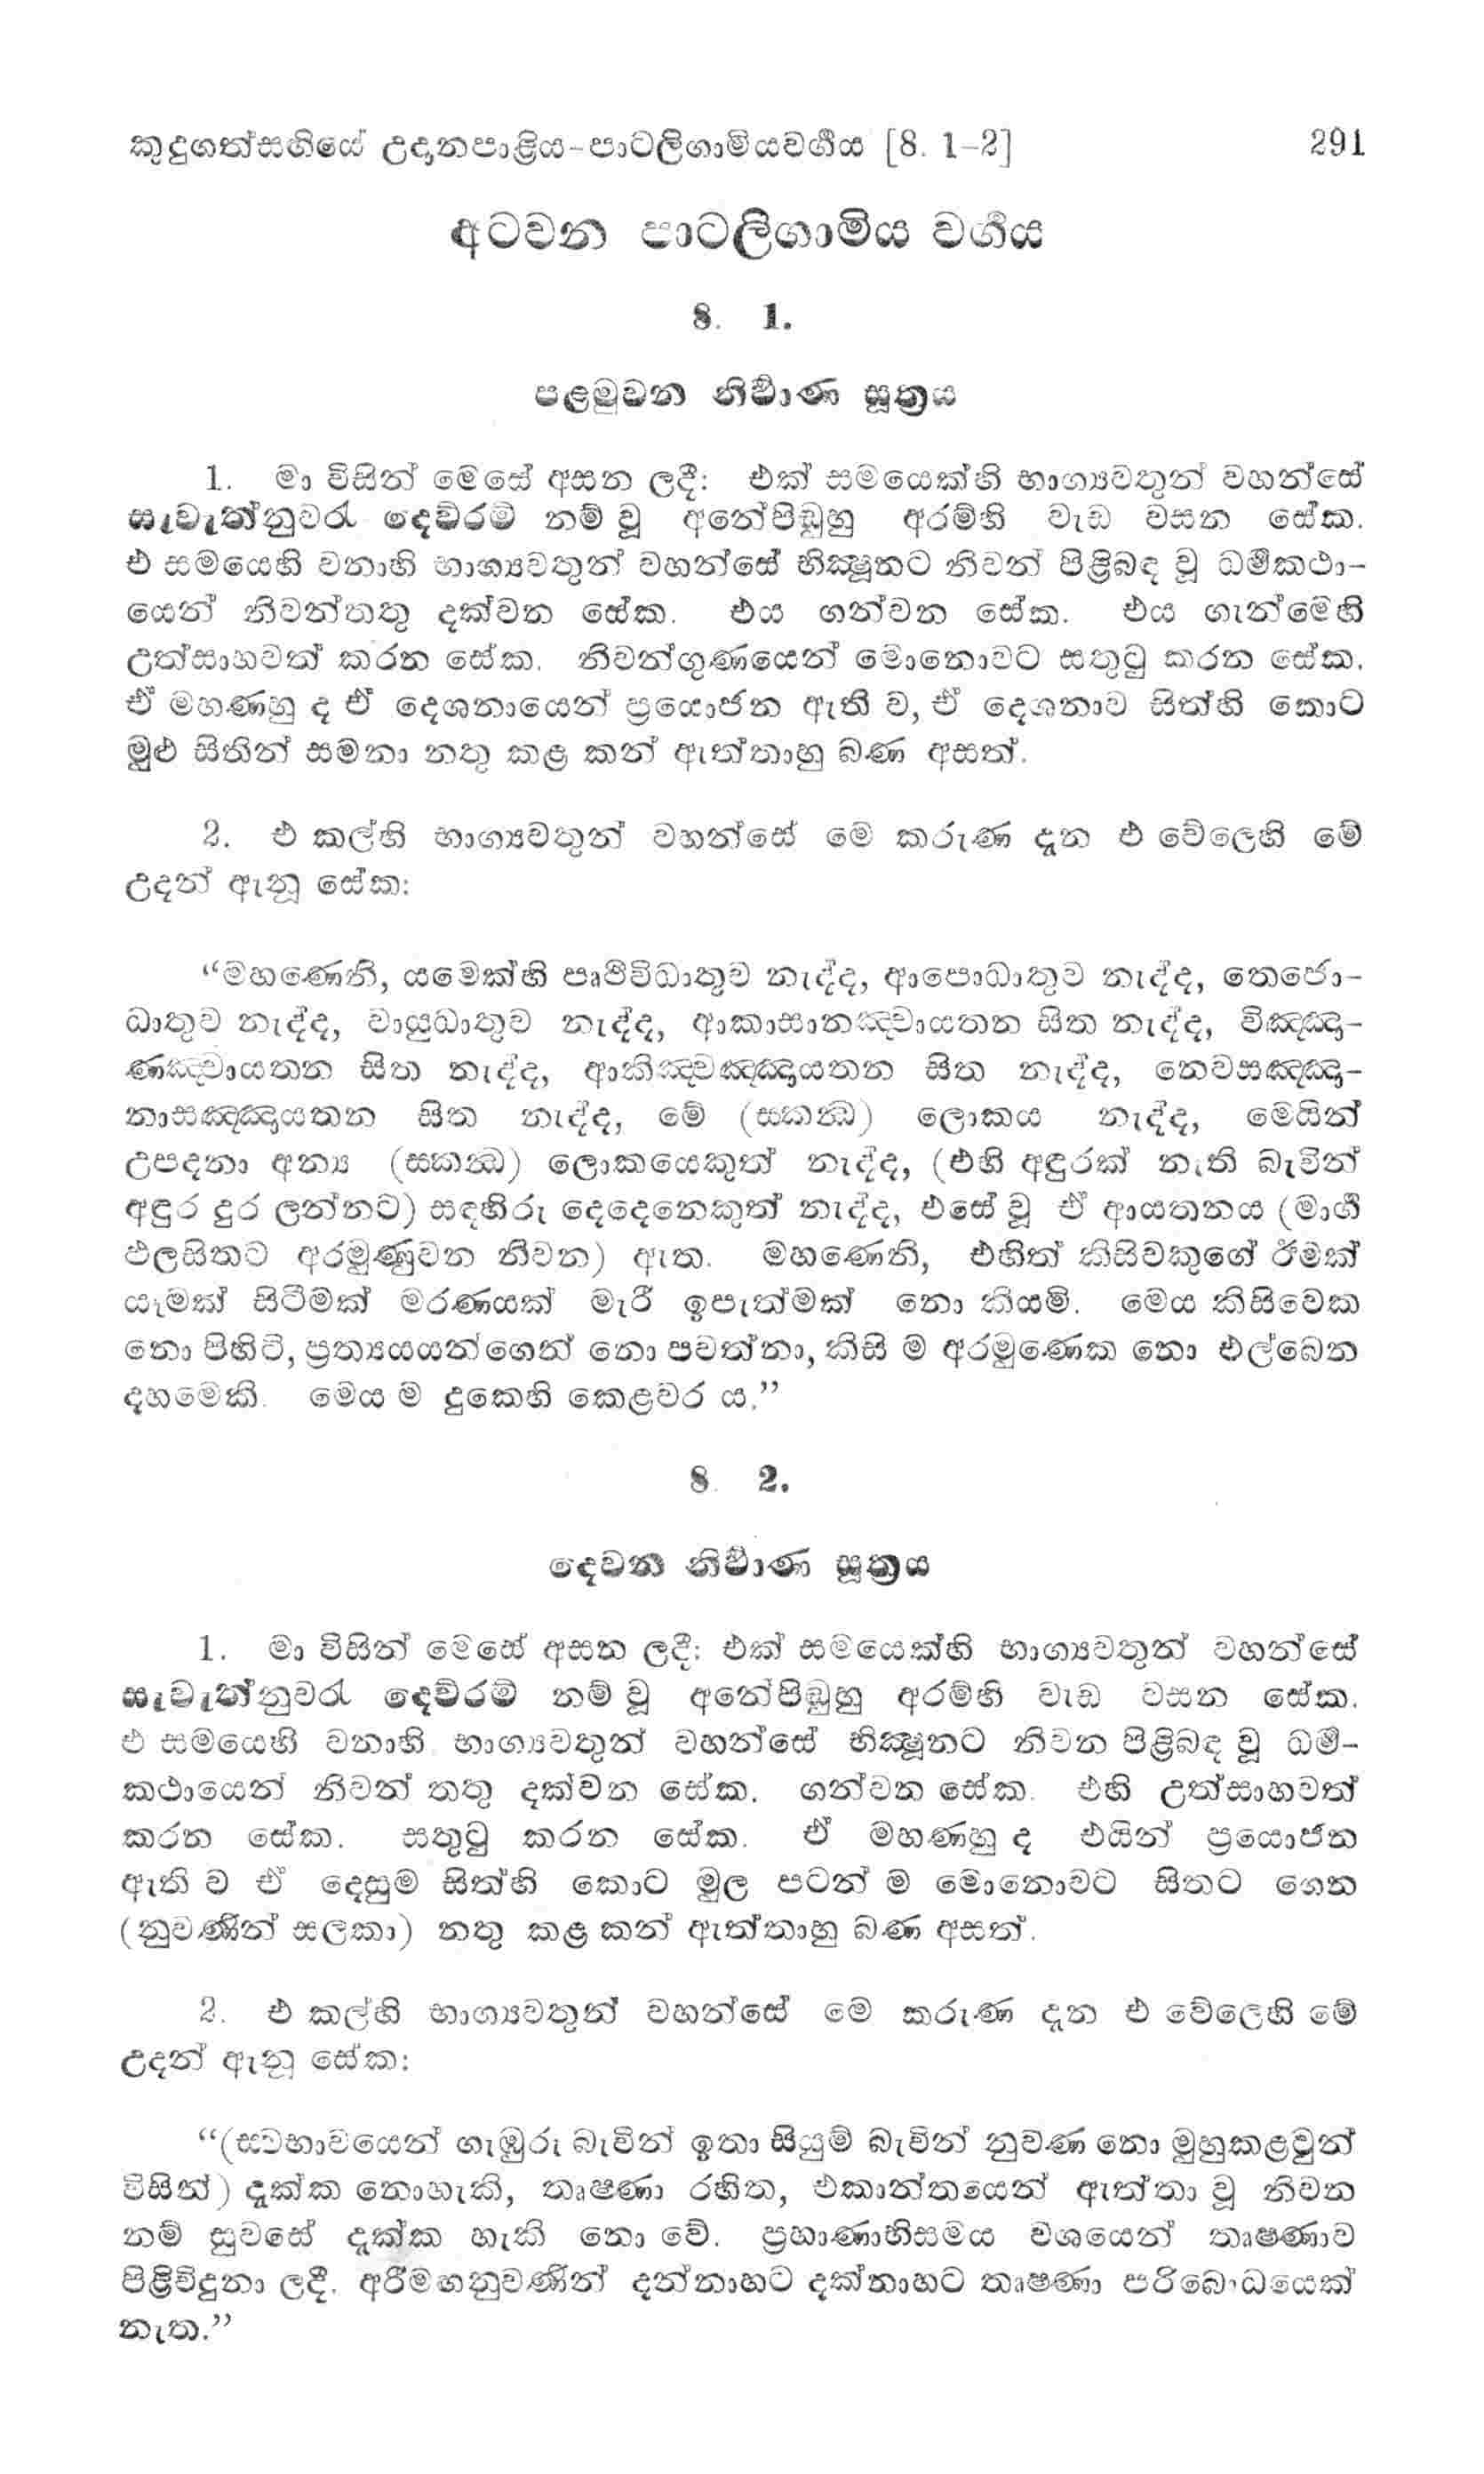 කුදුගත්සඟියේ උදානපාළිය-පාටලිගාමියවර්ගය [8. 1-2] 291
අටවන පාටලිගාමිය වර්ගය
8. 1.
පළමුවන නිර්වාණ සූත්‍රය
1. මා විසින් මෙසේ අසන ලදී: එක් සමයෙක්හි භාග්‍යවතුන් වහන්සේ
සැවැත්නුවර දෙව්රම් නම් වූ අනේපිඬුහු අරම්හි වැඩ වසන සේක.
එ සමයෙහි වනාහි භාග්‍යවතුන් වහන්සේ භික්‍ෂූනට නිවන් පිළිබඳ වූ ධර්මකථා-
යෙන් නිවන්තතු දක්වන සේක. එය ගන්වන සේක. එය ගැන්මෙහි
උත්සාහවත් කරන සේක. නිවන්ගුණයෙන් මොනොවට සතුටු කරන සේක.
ඒ මහණහු ද ඒ දෙශනායෙන් ප්‍රයොජන ඇති ව, ඒ දෙශනාව සිත්හි කොට
මුළු සිතින් සමනා නතු කළ කන් ඇත්තාහු බණ අසත්.
2. එ කල්හි භාග්‍යවතුන් වහන්සේ මෙ කරුණ දැන එ වේලෙහි මේ
උදන් ඇනූ සේක:
“මහණෙනි, යමෙක්හි පෘථිවිධාතුව නැද්ද, ආපොධාතුව නැද්ද, තෙජො-
ධාතුව නැද්ද, වායුධාතුව නැද්ද, ආකාසානඤ්චායතන සිත නැද්ද, විඤ්ඤා-
ණඤ්චායතන සිත නැද්ද, ආකිඤ්චඤ්ඤායතන සිත නැද්ද, නෙවසඤ්ඤා-
නාසඤ්ඤායතන සිත නැද්ද, මේ (සකන්‍ධ) ලොකය නැද්ද, මෙයින්
උපදනා අන්‍ය (සකන්‍ධ) ලොකයෙකුත් නැද්ද, (එහි අඳුරක් නැති බැවින්
අඳුර දුර ලන්නට) සඳහිරු දෙදෙනෙකුත් නැද්ද, එසේ වූ ඒ ආයතනය (මාර්ග
ඵලසිතට අරමුණුවන නිවන) ඇත. මහණෙනි, එහිත් කිසිවකුගේ ඊමක්
යෑමක් සිටීමක් මරණයක් මැරී ඉපැත්මක් නො කියමි. මෙය කිසිවෙක
නො පිහිටි, ප්‍රත්‍යයයන්ගෙන් නො පවත්නා, කිසි ම අරමුණෙක නො එල්බෙන
දහමෙකි. මෙය ම දුකෙහි කෙළවර ය.”
8. 2.
දෙවන නිර්වාණ සූත්‍රය
1. මා විසින් මෙසේ අසන ලදී: එක් සමයෙක්හි භාග්‍යවතුන් වහන්සේ
සැවැත්නුවර දෙව්රම් නම් වූ අනේපිඬුහු අරම්හි වැඩ වසන සේක.
එ සමයෙහි වනාහි භාග්‍යවතුන් වහන්සේ භික්‍ෂූනට නිවන පිළිබඳ වූ ධර්ම-
කථායෙන් නිවන් තතු දක්වන සේක. ගන්වන සේක. එහි උත්සාහවත්
කරන සේක. සතුටු කරන සේක. ඒ මහණහු ද එයින් ප්‍රයොජන
ඇති ව ඒ දෙසුම සිත්හි කොට මුල පටන් ම මොනොවට සිතට ගෙන
(නුවණින් සලකා) නතු කළ කන් ඇත්තාහු බණ අසත්.
2. එ කල්හි භාග්‍යවතුන් වහන්සේ මෙ කරුණ දැන එ වේලෙහි මේ
උදන් ඇනූ සේක:
“(සවභාවයෙන් ගැඹුරු බැවින් ඉතා සියුම් බැවින් නුවණ නො මුහුකළවුන්
විසින්) දැක්ක නොහැකි, තෘෂණා රහිත, එකාන්තයෙන් ඇත්තා වූ නිවන
නම් සුවසේ දැක්ක හැකි නො වේ. ප්‍රහාණාභිසමය වශයෙන් තෘෂණාව
පිළිවිදුනා ලදී. අරීමඟනුවණින් දන්නාහට දක්නාහට තෘෂණා පරිබොධයෙක්
නැත.”